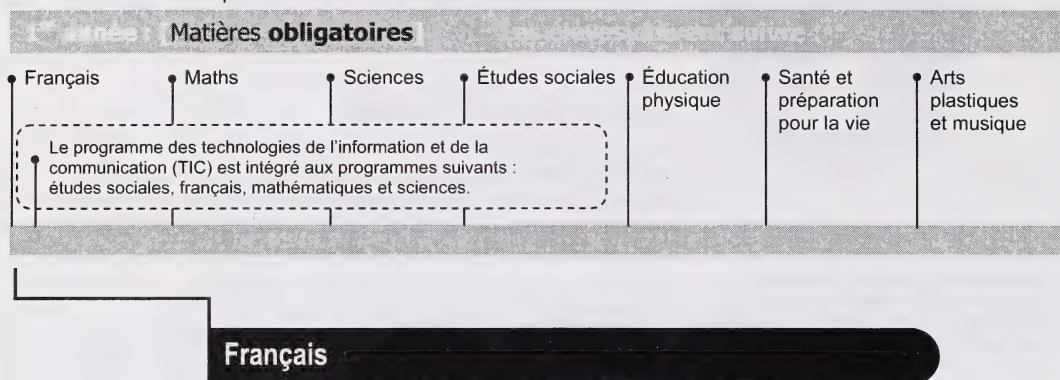 Matières obligatoires
Français
Maths
Sciences
Études sociales
Éducation
physique
Santé et
préparation
pour la vie
Arts
plastiques
et musique
Le programme des technologies de l'information et de la
communication (TIC) est intégré aux programmes suivants :
études sociales, français, mathématiques et sciences.
Français